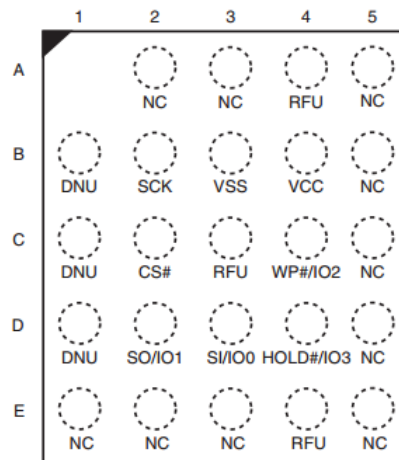 1 2 3 4 5
A
NC NC RFU NC
B
DNU SCK VSS VCC NC
C
DNU CS# RFU WP#/IO2 NC
D
DNU SO/IO1 SI/IO0 HOLD#/IO3 NC
E
NC NC NC RFU NC